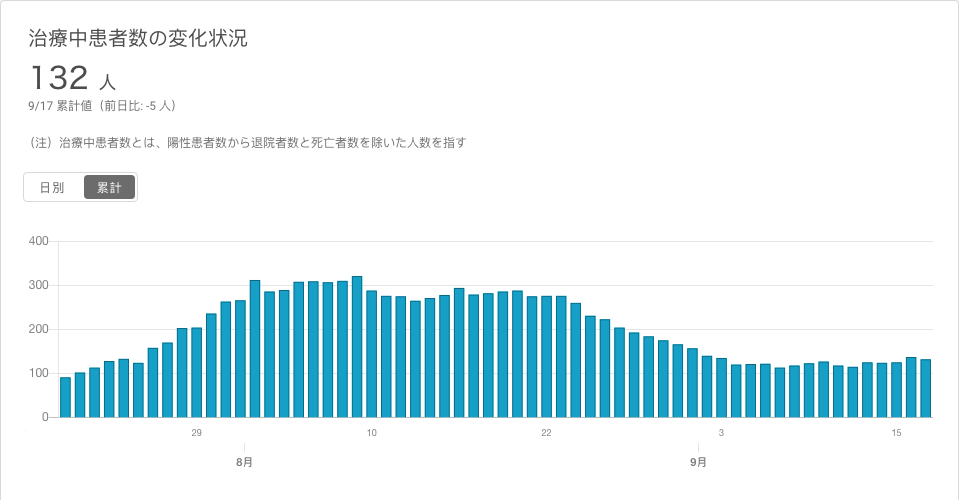 治療中患者数の変化状況
132 人
9/17 累計値（前日比: -5 人）
（注）治療中患者数とは、陽性患者数から退院者数と死亡者数を除いた人数を指す
日別 累計
400
300
200
100
0
29 10 22 3 15
8月 9月